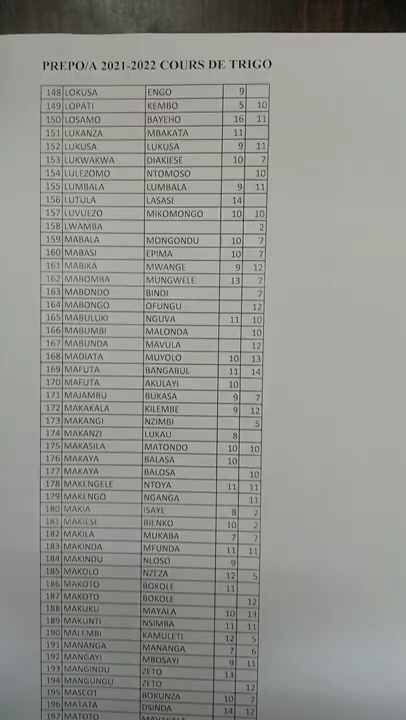 PREPO/A 2021-2022 COURS DE TRIGO
148 LOKUSA ENGO 9
149 LOPATI KEMBO 5 10
150 LOSAMO BAYEHO 16 11
151 LUKANZA MBAKATA 11
152 LUKUSA LUKUSA 9 11
153 LUKWAKWA DIAKIESE 10 7
154 LULEZOMO NTOMOSO 10
155 LUMBALA LUMBALA 9 11
156 LUTULA LASASI 14
157 LUVUEZO MIKOMONGO 10 10
158 LWAMBA 2
159 MABALA MONGONDU 10 7
160 MABASI EPIMA 10 7
161 MABIKA MWANGE 9 12
162 MABOMBA MUNGWELE 13 7
163 MABONDO BINDI 7
164 MABONGO OFUNGU 12
165 MABULUKI NGUVA 11 10
166 MABUMBI MALONDA 10
167 MABUNDA MAVULA 12
168 MADIATA MUYOLO 10 13
169 MAFUTA BANGABUL 11 14
170 MAFUTA AKULAYI 10
171 MAJAMBU BUKASA 9 7
172 MAKAKALA KILEMBE 9 12
173 MAKANGI NZIMBI 5
174 MAKANZI LUKAU 8
175 MAKASILA MATONDO 10 10
176 MAKAYA BALASA 10
177 MAKAYA BALOSA 10
178 MAKENGELE NTOYA 11 11
179 MAKENGO NGANGA 11
180 MAKIA ISAYE 8 2
181 MAKIESE BIENKO 10 2
182 MAKILA MUKABA 7 7
183 MAKINDA MFUNDA 11 11
184 MAKINDU NLOSO 9
185 MAKOLO NZEZA 12 5
186 MAKOTO BOKOLE 11
187 MAKOTO BOKOLE 12
188 MAKUKU MAYALA 10 13
189 MAKUNTI NSIMBA 11 11
190 MALEMBI KAMULETI 12 5
191 MANANGA MANANGA 7 6
192 MANGAYI MBOSAYI 9 11
193 MANGINDU ZETO 13
194 MANGUNGU ZETO 12
195 MASCOT BOKUNZA 10 2
196 MATATA DSINDA 14 12
197 MATOTO